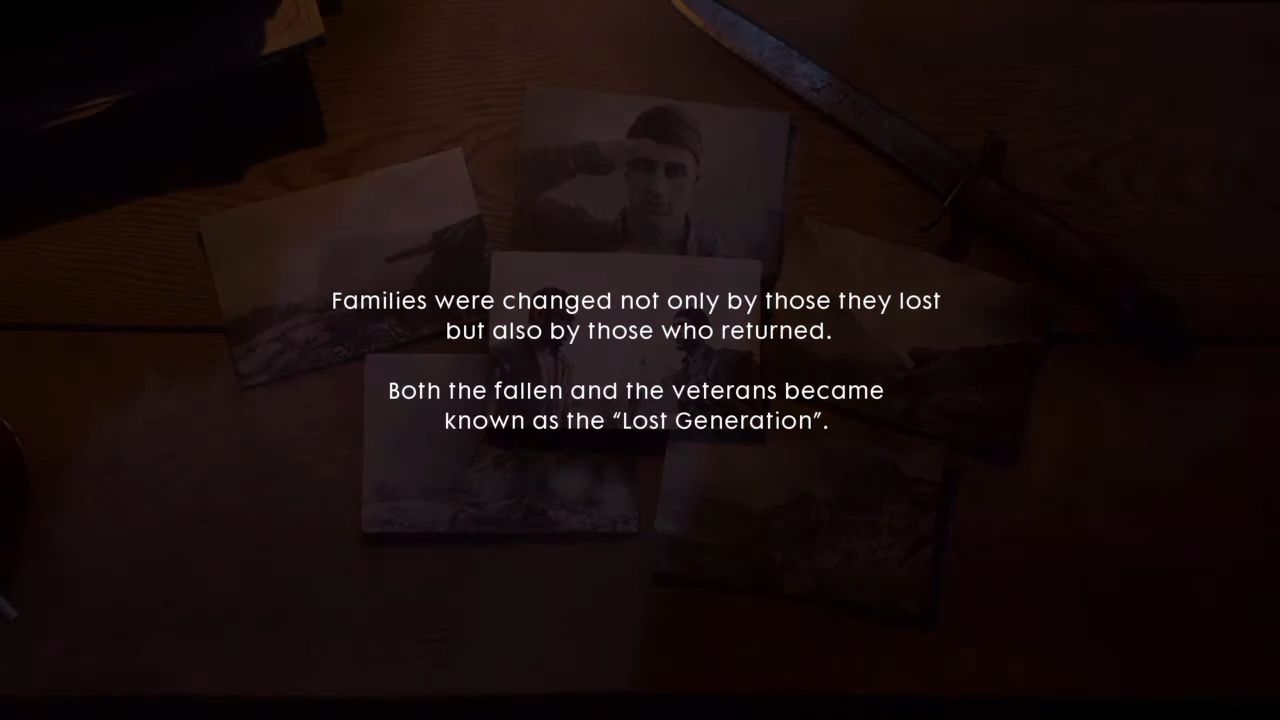 Families were changed not only by those they lost
but also by those who returned.
Both the fallen and the veterans became
known as the “Lost Generation”.